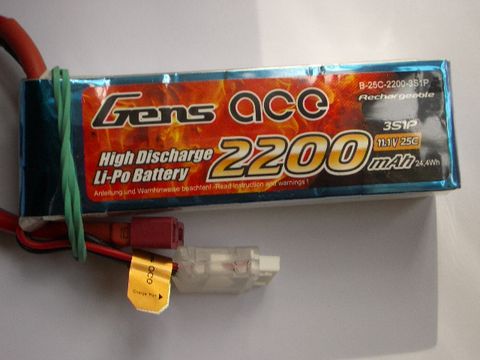 B-25C-2200-3S1P
Rechargeable
Gens ace
3S1P
11.1V 25C
High Discharge
Li-Po Battery
2200 mAh
24,4Wh
Anleitung und Warnhinweise beachten! -Read instruction and warnings !